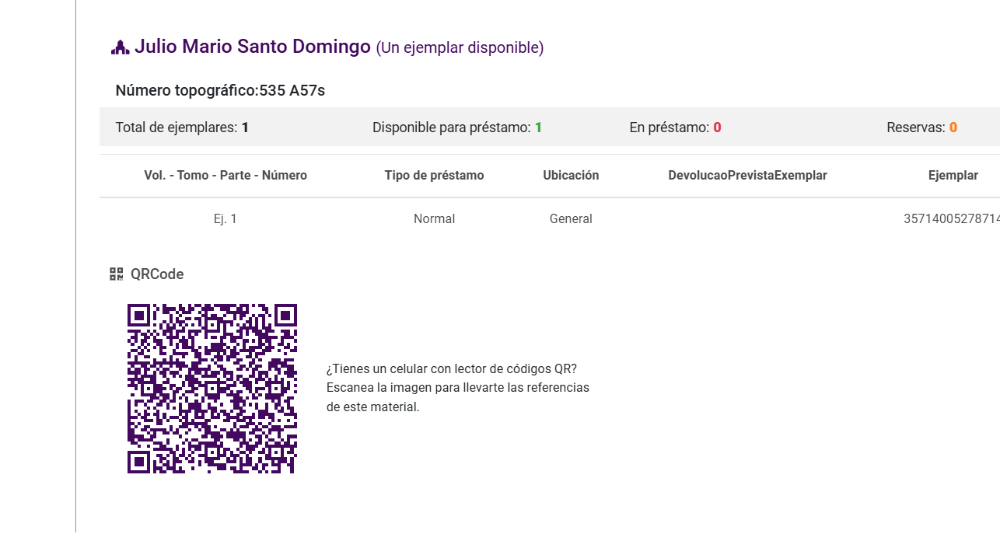 Julio Mario Santo Domingo (Un ejemplar disponible)
Número topográfico:535 A57s
Total de ejemplares: 1 Disponible para préstamo: 1 En préstamo: 0 Reservas: 0
Vol. - Tomo - Parte - Número Tipo de préstamo Ubicación DevolucaoPrevistaExemplar Ejemplar
Ej. 1 Normal General 35714005278714
QRCode
¿Tienes un celular con lector de códigos QR?
Escanea la imagen para llevarte las referencias
de este material.